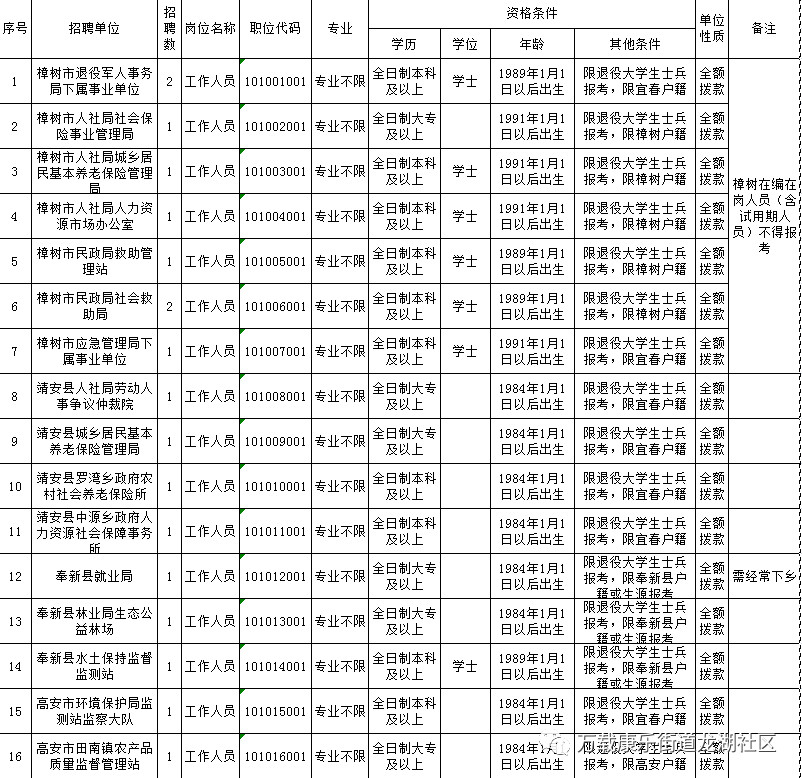 序号 招聘单位 招聘数 岗位名称 职位代码 专业 资格条件 单位性质 备注
学历 学位 年龄 其他条件
1 樟树市退役军人事务局下属事业单位 2 工作人员 101001001 专业不限 全日制本科及以上 学士 1989年1月1日以后出生 限退役大学生士兵报考，限宜春户籍 全额拨款 樟树在编在岗人员（含试用期人员）不得报考
2 樟树市人社局社会保险事业管理局 1 工作人员 101002001 专业不限 全日制大专及以上 1991年1月1日以后出生 限退役大学生士兵报考，限樟树户籍 全额拨款
3 樟树市人社局城乡居民基本养老保险管理局 1 工作人员 101003001 专业不限 全日制本科及以上 学士 1991年1月1日以后出生 限退役大学生士兵报考，限樟树户籍 全额拨款
4 樟树市人社局人力资源市场办公室 1 工作人员 101004001 专业不限 全日制本科及以上 学士 1991年1月1日以后出生 限退役大学生士兵报考，限樟树户籍 全额拨款
5 樟树市民政局救助管理站 1 工作人员 101005001 专业不限 全日制本科及以上 学士 1989年1月1日以后出生 限退役大学生士兵报考，限樟树户籍 全额拨款
6 樟树市民政局社会救助局 2 工作人员 101006001 专业不限 全日制本科及以上 学士 1989年1月1日以后出生 限退役大学生士兵报考，限樟树户籍 全额拨款
7 樟树市应急管理局下属事业单位 1 工作人员 101007001 专业不限 全日制本科及以上 学士 1991年1月1日以后出生 限退役大学生士兵报考，限宜春户籍 全额拨款
8 靖安县人社局劳动人事争议仲裁院 1 工作人员 101008001 专业不限 全日制大专及以上 1984年1月1日以后出生 限退役大学生士兵报考，限宜春户籍 全额拨款
9 靖安县城乡居民基本养老保险管理局 1 工作人员 101009001 专业不限 全日制大专及以上 1984年1月1日以后出生 限退役大学生士兵报考，限宜春户籍 全额拨款
10 靖安县罗湾乡政府农村社会养老保险所 1 工作人员 101010001 专业不限 全日制本科及以上 1984年1月1日以后出生 限退役大学生士兵报考，限宜春户籍 全额拨款
11 靖安县中源乡政府人力资源社会保障事务所 1 工作人员 101011001 专业不限 全日制本科及以上 1984年1月1日以后出生 限退役大学生士兵报考，限宜春户籍 全额拨款
12 奉新县就业局 1 工作人员 101012001 专业不限 全日制大专及以上 1984年1月1日以后出生 限退役大学生士兵报考，限奉新县户籍或生源报考 全额拨款 需经常下乡
13 奉新县林业局生态公益林场 1 工作人员 101013001 专业不限 全日制大专及以上 1984年1月1日以后出生 限退役大学生士兵报考，限奉新县户籍或生源报考 全额拨款
14 奉新县水土保持监督监测站 1 工作人员 101014001 专业不限 全日制本科及以上 学士 1989年1月1日以后出生 限退役大学生士兵报考，限奉新县户籍或生源报考 全额拨款
15 高安市环境保护局监测站监察大队 1 工作人员 101015001 专业不限 全日制本科及以上 1984年1月1日以后出生 限退役大学生士兵报考，限宜春户籍 全额拨款
16 高安市田南镇农产品质量监督管理站 1 工作人员 101016001 专业不限 全日制大专及以上 1984年1月1日以后出生 限退役大学生士兵报考，限高安户籍 全额拨款
万载康乐街道龙湖社区